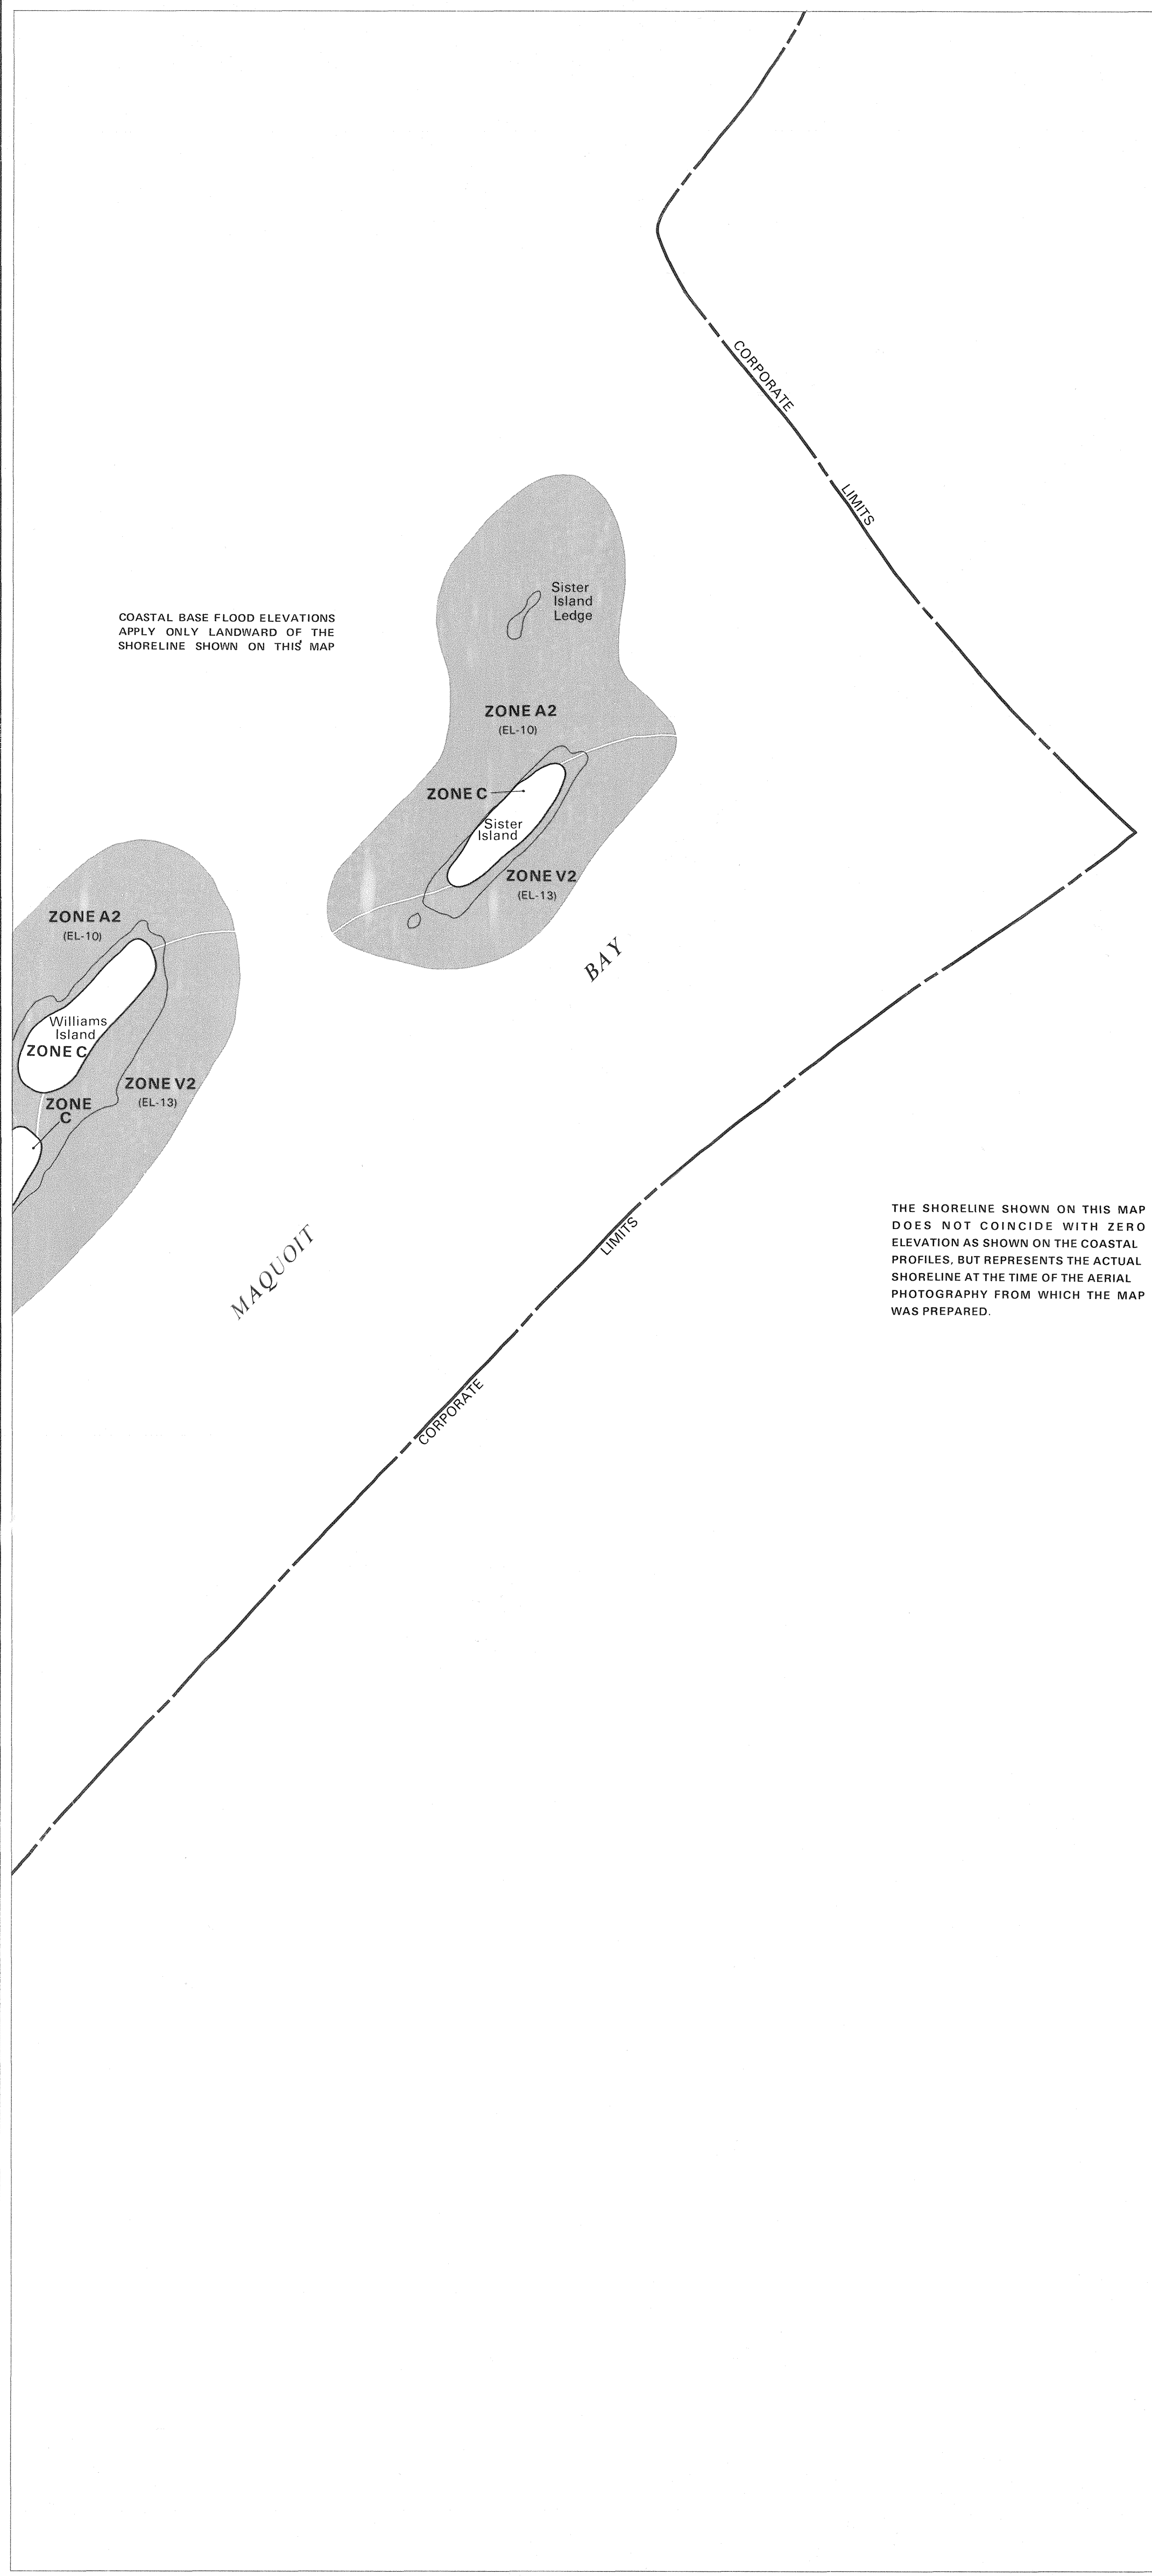 CORPORATE
LIMITS
Sister
Island
Ledge
COASTAL BASE FLOOD ELEVATIONS
APPLY ONLY LANDWARD OF THE
SHORELINE SHOWN ON THIS MAP
ZONE A2
(EL-10)
ZONE C
Sister
Island
ZONE V2
(EL-13)
ZONE A2
(EL-10)
BAY
Williams
Island
ZONE C
ZONE V2
(EL-13)
ZONE
C
MAQUOIT
LIMITS
THE SHORELINE SHOWN ON THIS MAP
DOES NOT COINCIDE WITH ZERO
ELEVATION AS SHOWN ON THE COASTAL
PROFILES, BUT REPRESENTS THE ACTUAL
SHORELINE AT THE TIME OF THE AERIAL
PHOTOGRAPHY FROM WHICH THE MAP
WAS PREPARED.
CORPORATE